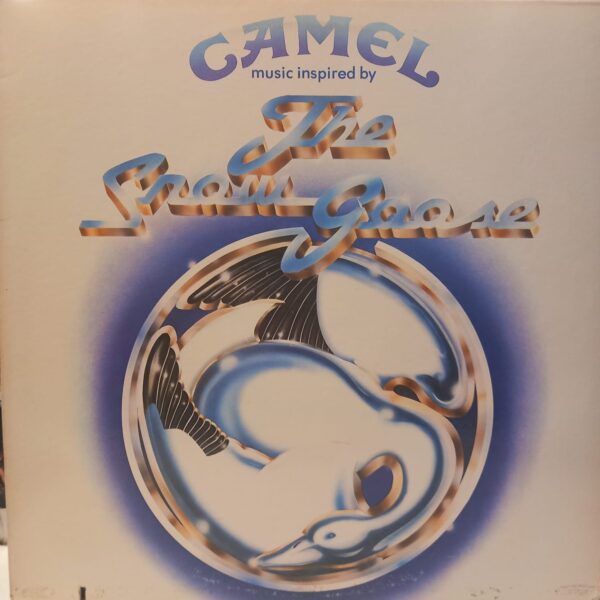 CAMEL
music inspired by
The
Snow Goose